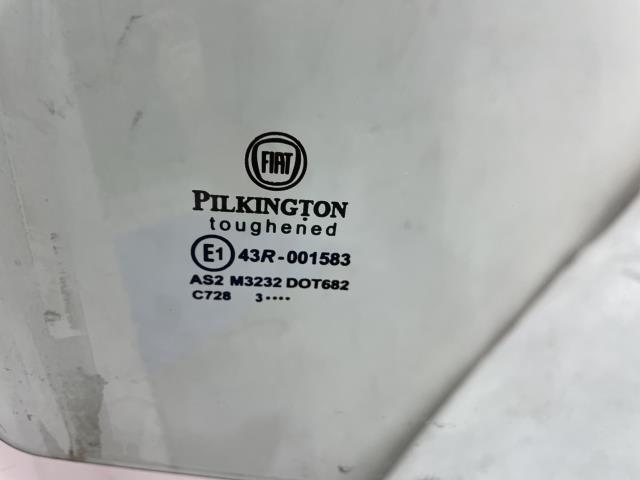 FIAT
PILKINGTON
toughened
E1 43R-001583
AS2 M3232 DOT682
C728 3····